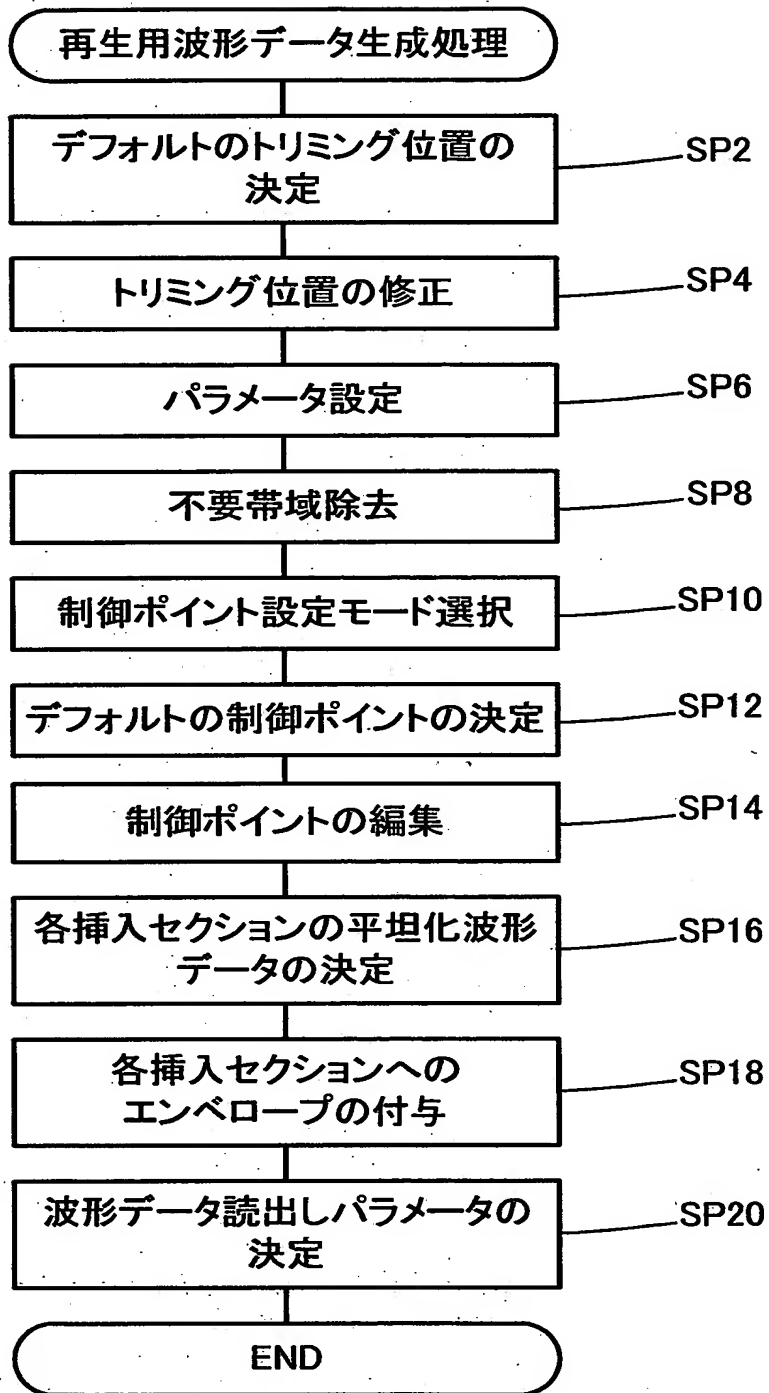 再生用波形データ生成処理
デフォルトのトリミング位置の
決定
SP2
トリミング位置の修正
SP4
パラメータ設定
SP6
不要帯域除去
SP8
制御ポイント設定モード選択
SP10
デフォルトの制御ポイントの決定
SP12
制御ポイントの編集
SP14
各挿入セクションの平坦化波形
データの決定
SP16
各挿入セクションへの
エンベロープの付与
SP18
波形データ読出しパラメータの
決定
SP20
END